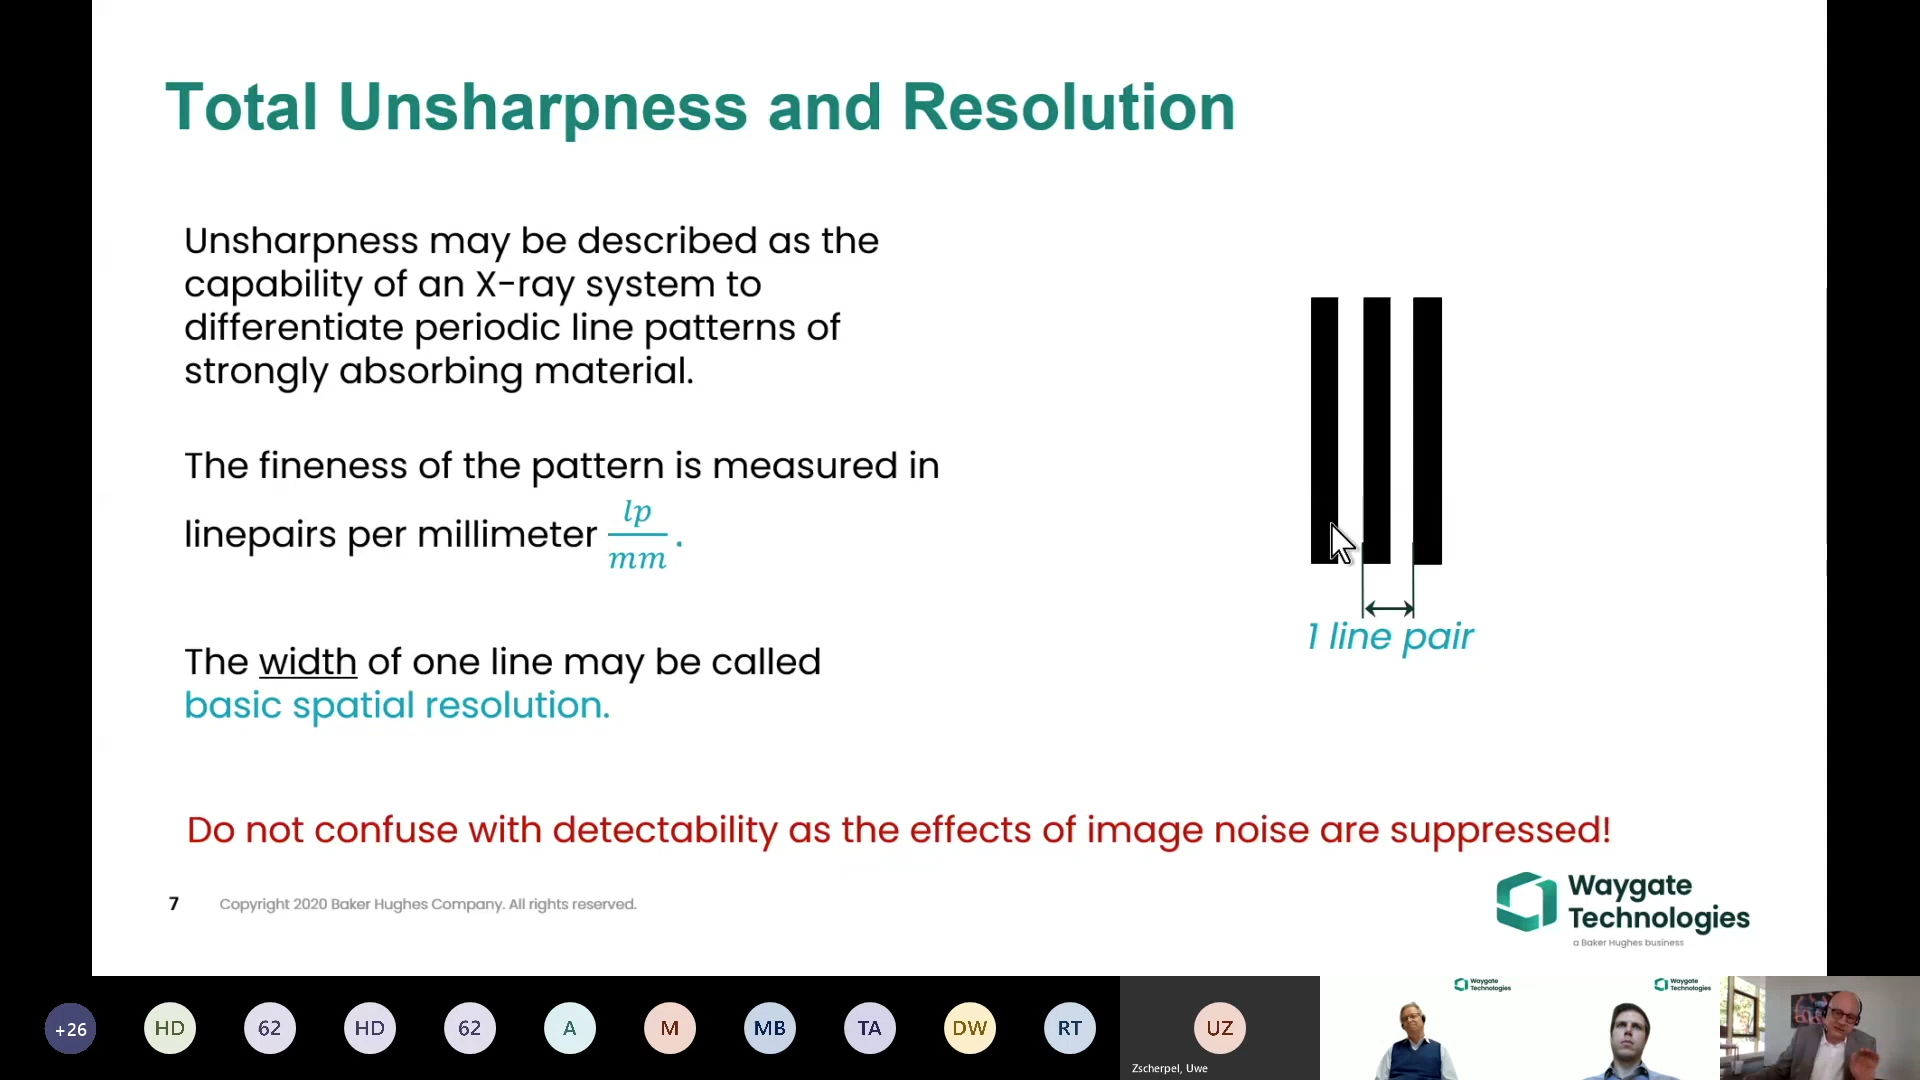 Total Unsharpness and Resolution
Unsharpness may be described as the
capability of an X-ray system to
differentiate periodic line patterns of
strongly absorbing material.
The fineness of the pattern is measured in
linepairs per millimeter lp/mm.
The width of one line may be called
basic spatial resolution.
1 line pair
Do not confuse with detectability as the effects of image noise are suppressed!
7
Copyright 2020 Baker Hughes Company. All rights reserved.
Waygate
Technologies
a Baker Hughes business
+26
HD
62
HD
62
A
M
MB
TA
DW
RT
UZ
Zscherpel, Uwe
Waygate
Technologies
Waygate
Technologies